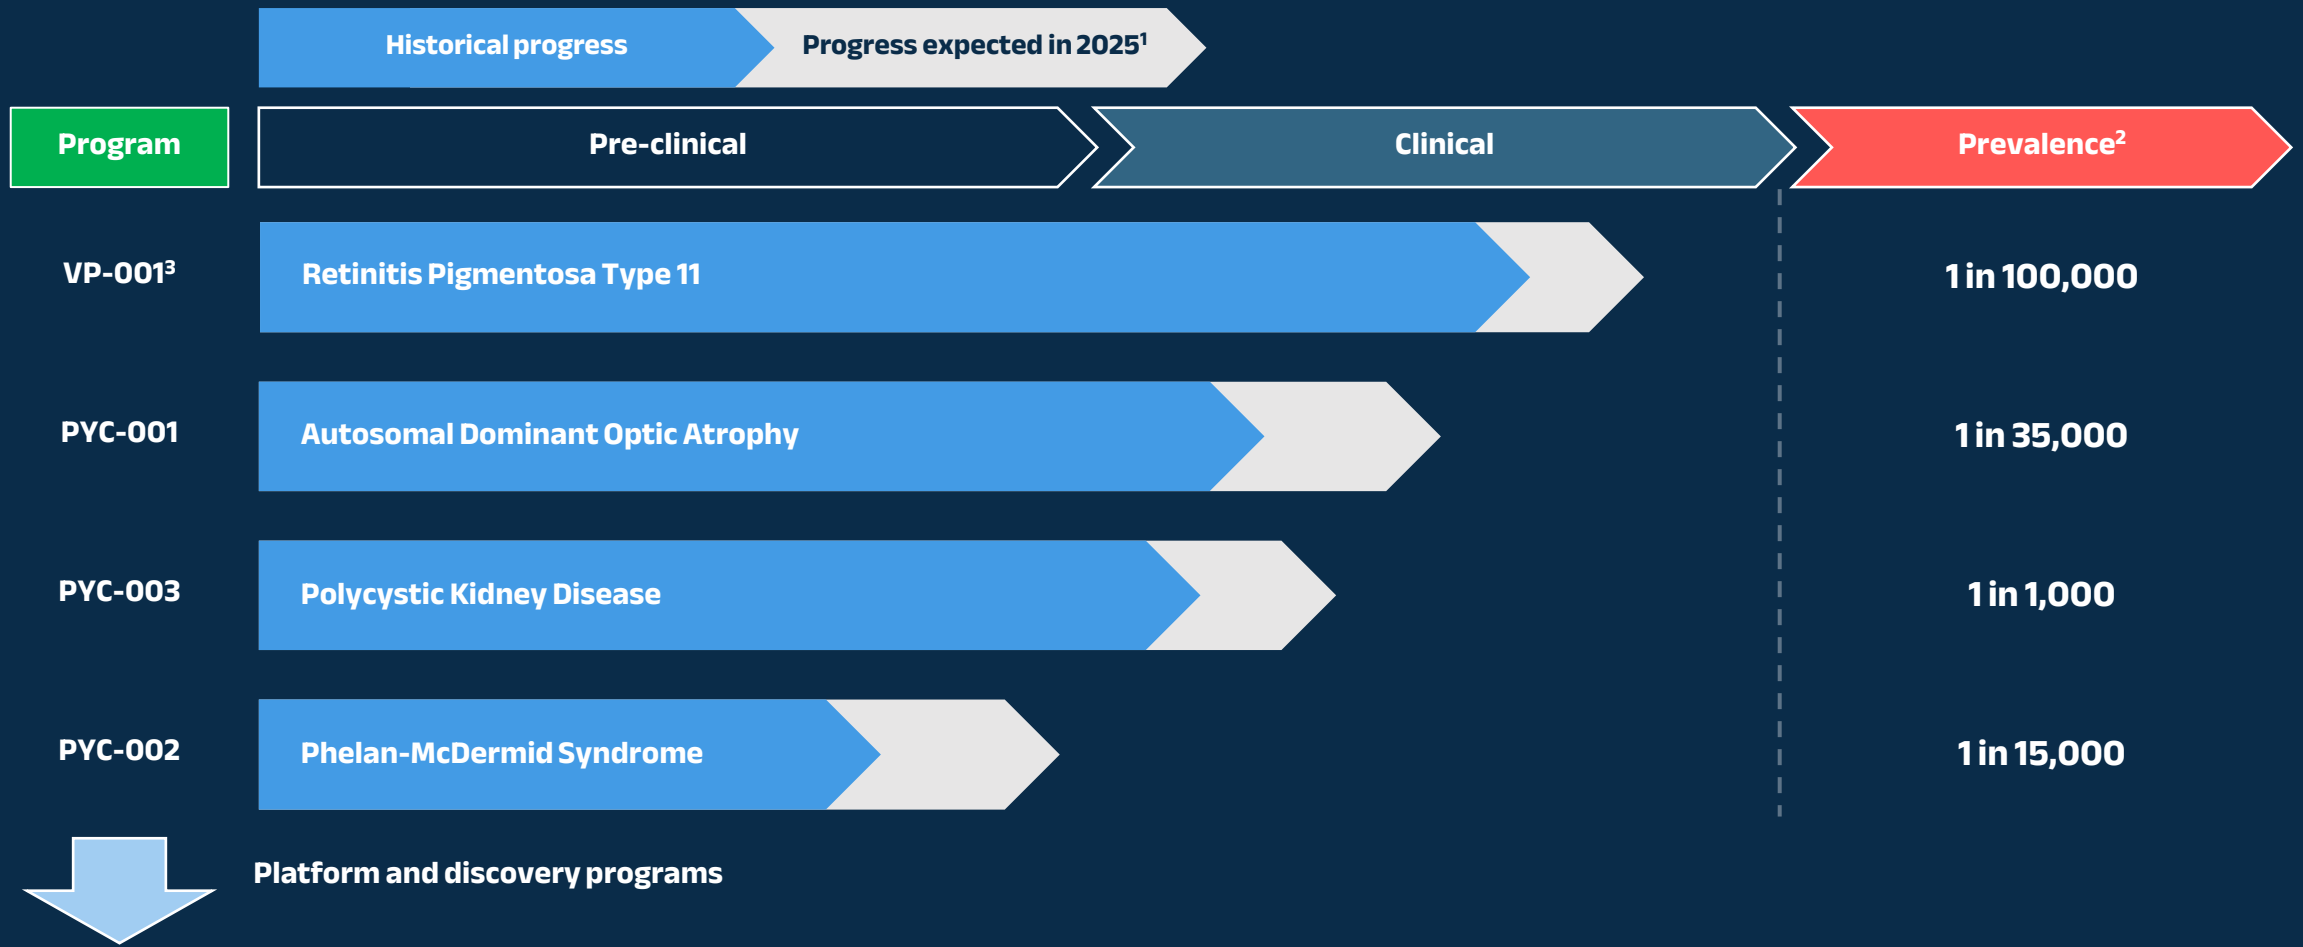 Historical progress
Progress expected in 2025¹
Program
Pre-clinical
Clinical
Prevalence²
VP-001³
Retinitis Pigmentosa Type 11
1 in 100,000
PYC-001
Autosomal Dominant Optic Atrophy
1 in 35,000
PYC-003
Polycystic Kidney Disease
1 in 1,000
PYC-002
Phelan-McDermid Syndrome
1 in 15,000
Platform and discovery programs